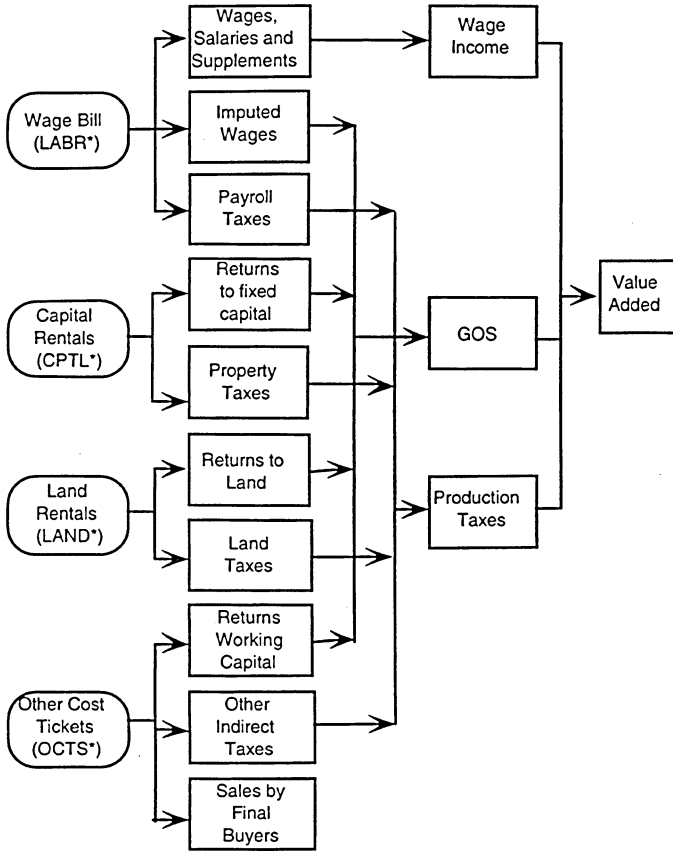 Wages,
Salaries and
Supplements
Wage
Income
Wage Bill
(LABR*)
Imputed
Wages
Payroll
Taxes
Returns
to fixed
capital
Value
Added
Capital
Rentals
(CPTL*)
GOS
Property
Taxes
Returns to
Land
Land
Rentals
(LAND*)
Production
Taxes
Land
Taxes
Returns
Working
Capital
Other Cost
Tickets
(OCTS*)
Other
Indirect
Taxes
Sales by
Final
Buyers